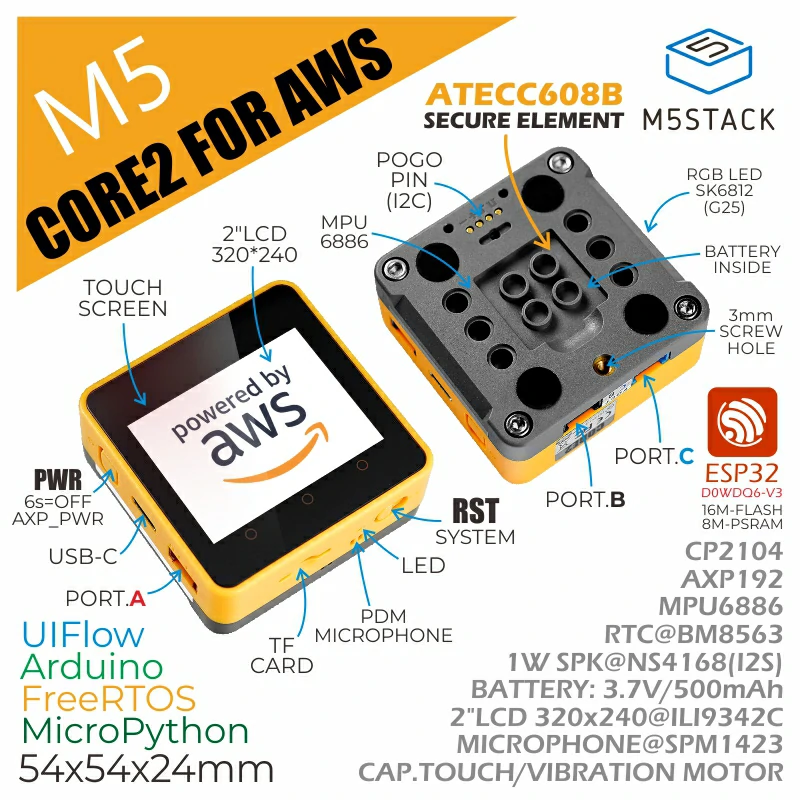 M5
CORE2 FOR AWS
ATECC608B
SECURE ELEMENT
5
M5STACK
POGO
PIN
(I2C)
RGB LED
SK6812
(G25)
MPU
6886
2"LCD
320*240
BATTERY
INSIDE
TOUCH
SCREEN
3mm
SCREW
HOLE
powered by
aws
PORT.C
PORT.B
ESP32
D0WDQ6-V3
16M-FLASH
8M-PSRAM
PWR
6s=OFF
AXP_PWR
RST
SYSTEM
USB-C
LED
PORT.A
PDM
MICROPHONE
TF
CARD
UIFlow
Arduino
FreeRTOS
MicroPython
54x54x24mm
CP2104
AXP192
MPU6886
RTC@BM8563
1W SPK@NS4168(I2S)
BATTERY: 3.7V/500mAh
2"LCD 320x240@ILI9342C
MICROPHONE@SPM1423
CAP.TOUCH/VIBRATION MOTOR